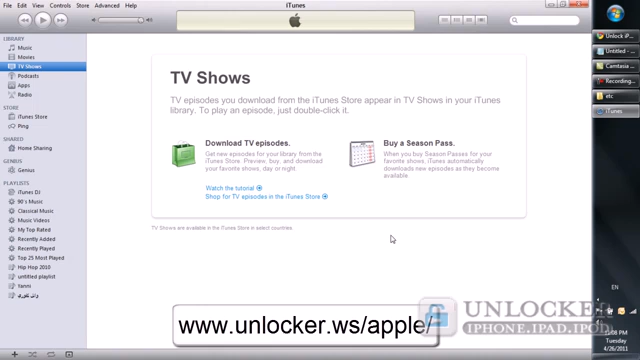 File Edit View Controls Store Advanced Help
iTunes
LIBRARY
Music
Movies
TV Shows
Podcasts
Apps
Radio
STORE
iTunes Store
Ping
SHARED
Home Sharing
GENIUS
Genius
PLAYLISTS
iTunes DJ
90's Music
Classical Music
Music Videos
My Top Rated
Recently Added
Recently Played
Top 25 Most Played
Hip Hop 2010
untitled playlist
TV Shows
TV episodes you download from the iTunes Store appear in TV Shows in your iTunes
library. To play an episode, just double-click it.
Download TV episodes.
Get new episodes for your library from the
iTunes Store. Preview, buy, and download
your favorite shows, day or night.
Watch the tutorial
Shop for TV episodes in the iTunes Store
Buy a Season Pass.
When you buy Season Passes for your
favorite shows, iTunes automatically
downloads new episodes as they become
available
TV Shows are available in the iTunes Store in select countries.
www.unlocker.ws/apple/
Unlock iP...
Untitled - ...
Camtasia ...
Recording...
etc
iTunes
EN
UNLOCKER
IPHONE.IPAD.IPOD
Tuesday
4/26/2011